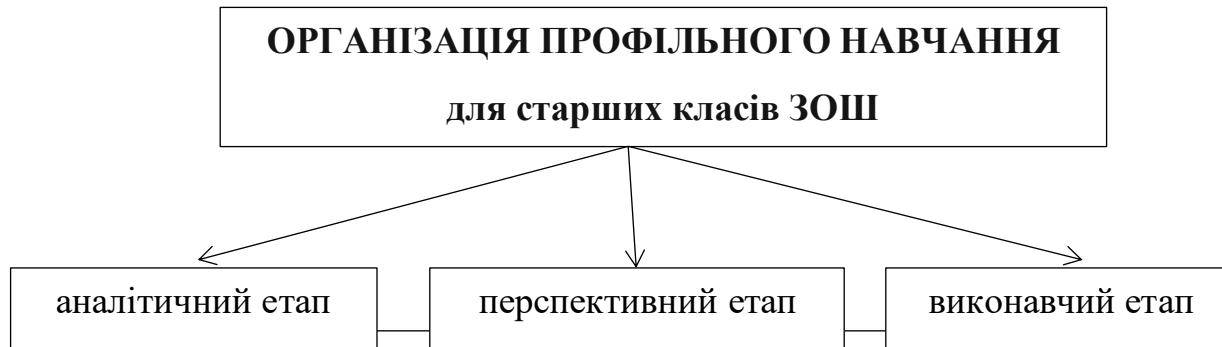 ОРГАНІЗАЦІЯ ПРОФІЛЬНОГО НАВЧАННЯ
для старших класів ЗОШ
аналітичний етап
перспективний етап
виконавчий етап